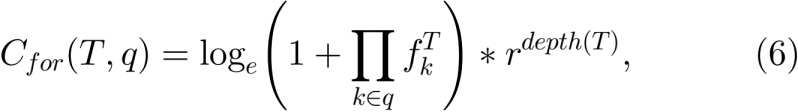 C_{for}(T, q) = \log_e \left( 1 + \prod_{k \in q} f_k^T \right) * r^{depth(T)}, (6)